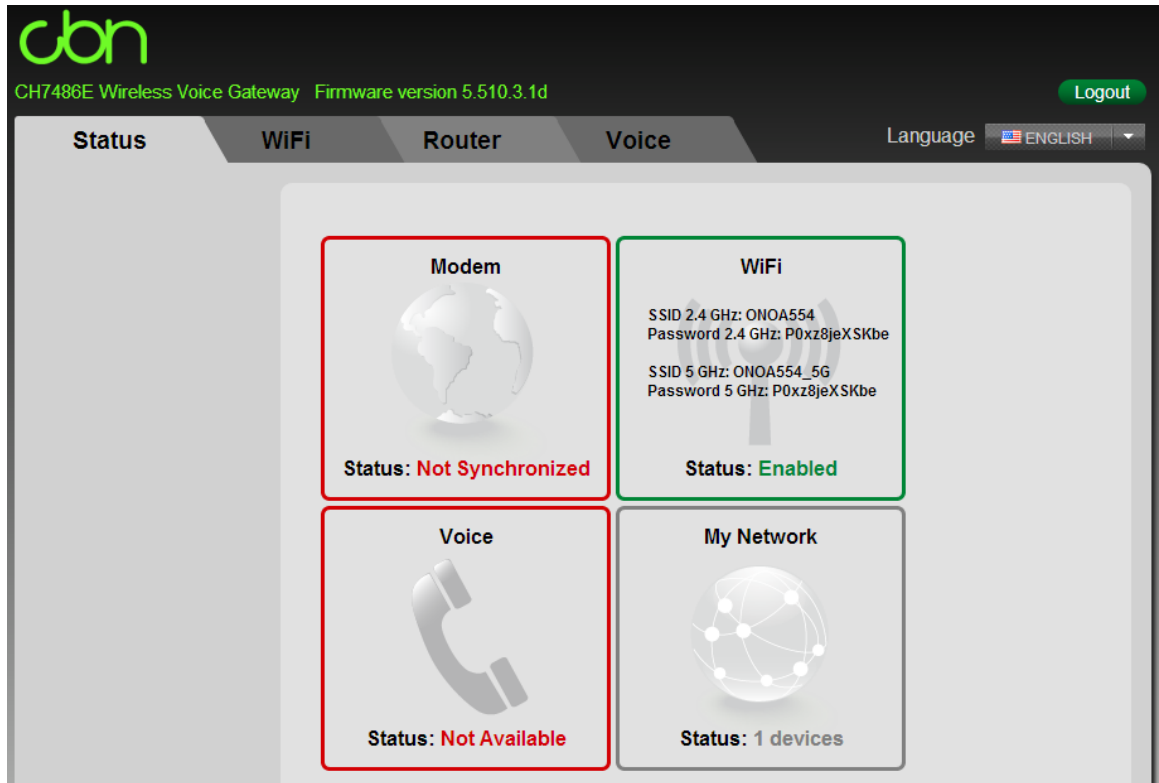 cbn
CH7486E Wireless Voice Gateway Firmware version 5.510.3.1d
Logout
Status WiFi Router Voice Language ENGLISH
Modem
Status: Not Synchronized
WiFi
SSID 2.4 GHz: ONOA554
Password 2.4 GHz: P0xz8jeXSKbe
SSID 5 GHz: ONOA554_5G
Password 5 GHz: P0xz8jeXSKbe
Status: Enabled
Voice
Status: Not Available
My Network
Status: 1 devices